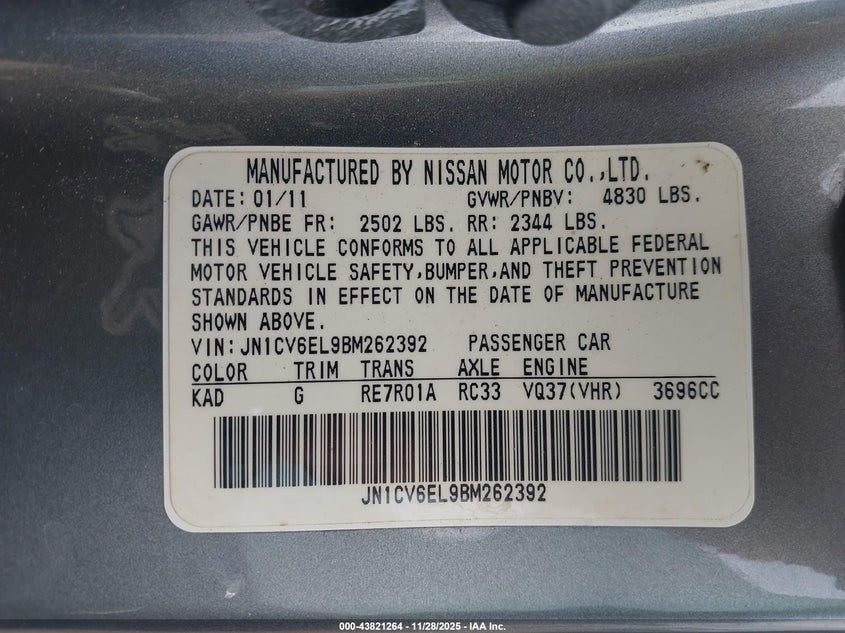 MANUFACTURED BY NISSAN MOTOR CO.,LTD.
DATE: 01/11 GVWR/PNBV: 4830 LBS.
GAWR/PNBE FR: 2502 LBS. RR: 2344 LBS.
THIS VEHICLE CONFORMS TO ALL APPLICABLE FEDERAL
MOTOR VEHICLE SAFETY,BUMPER,AND THEFT PREVENTION
STANDARDS IN EFFECT ON THE DATE OF MANUFACTURE
SHOWN ABOVE.
VIN: JN1CV6EL9BM262392 PASSENGER CAR
COLOR TRIM TRANS AXLE ENGINE
KAD G RE7R01A RC33 VQ37(VHR) 3696CC
JN1CV6EL9BM262392
000-43821264 - 11/28/2025 - IAA Inc.